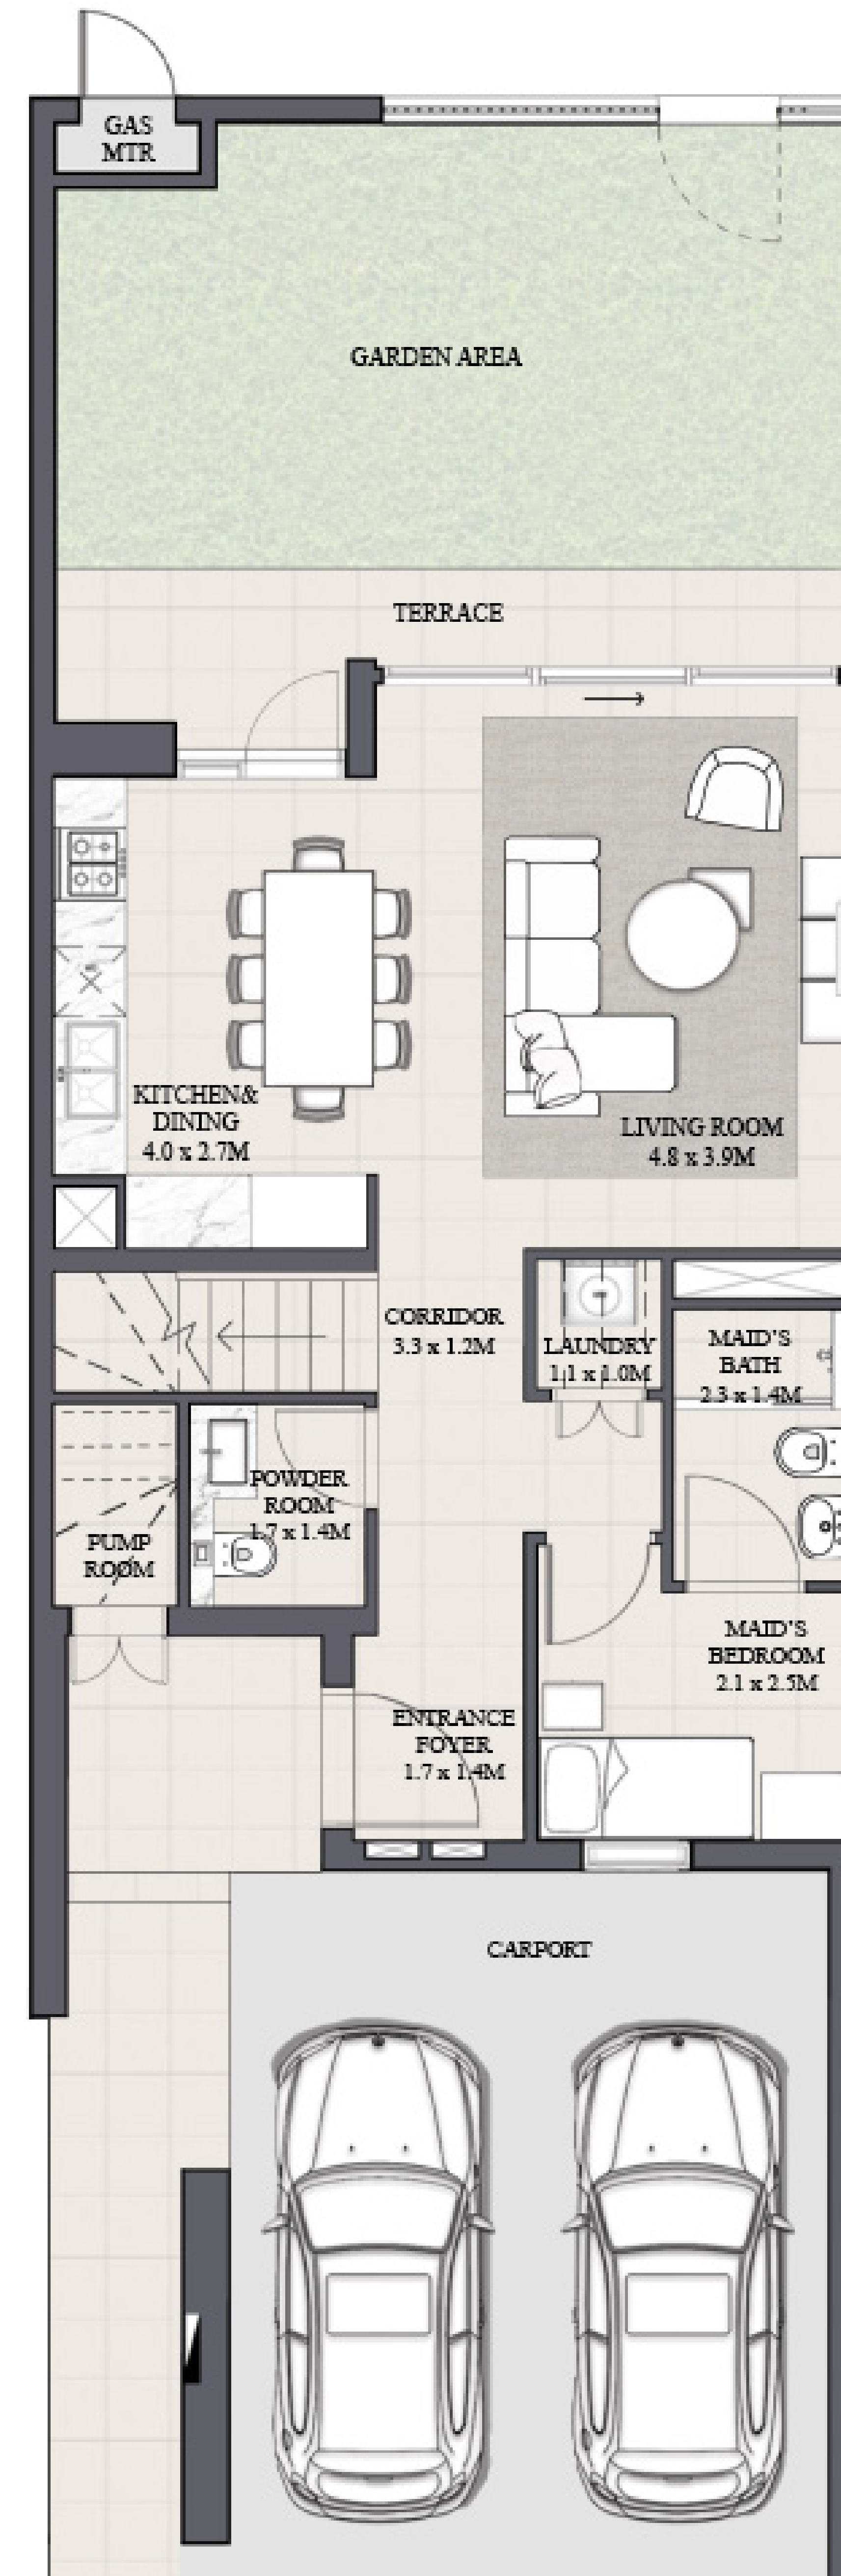 GAS
MTR
GARDEN AREA
TERRACE
KITCHEN&
DINING
4.0 x 2.7M
LIVING ROOM
4.8 x 3.9M
CORRIDOR
3.3 x 1.2M
LAUNDRY
1.1 x 1.0M
MAID'S
BATH
2.3 x 1.4M
POWDER
ROOM
1.7 x 1.4M
PUMP
ROOM
MAID'S
BEDROOM
2.1 x 2.5M
ENTRANCE
FOYER
1.7 x 1.4M
CARPORT